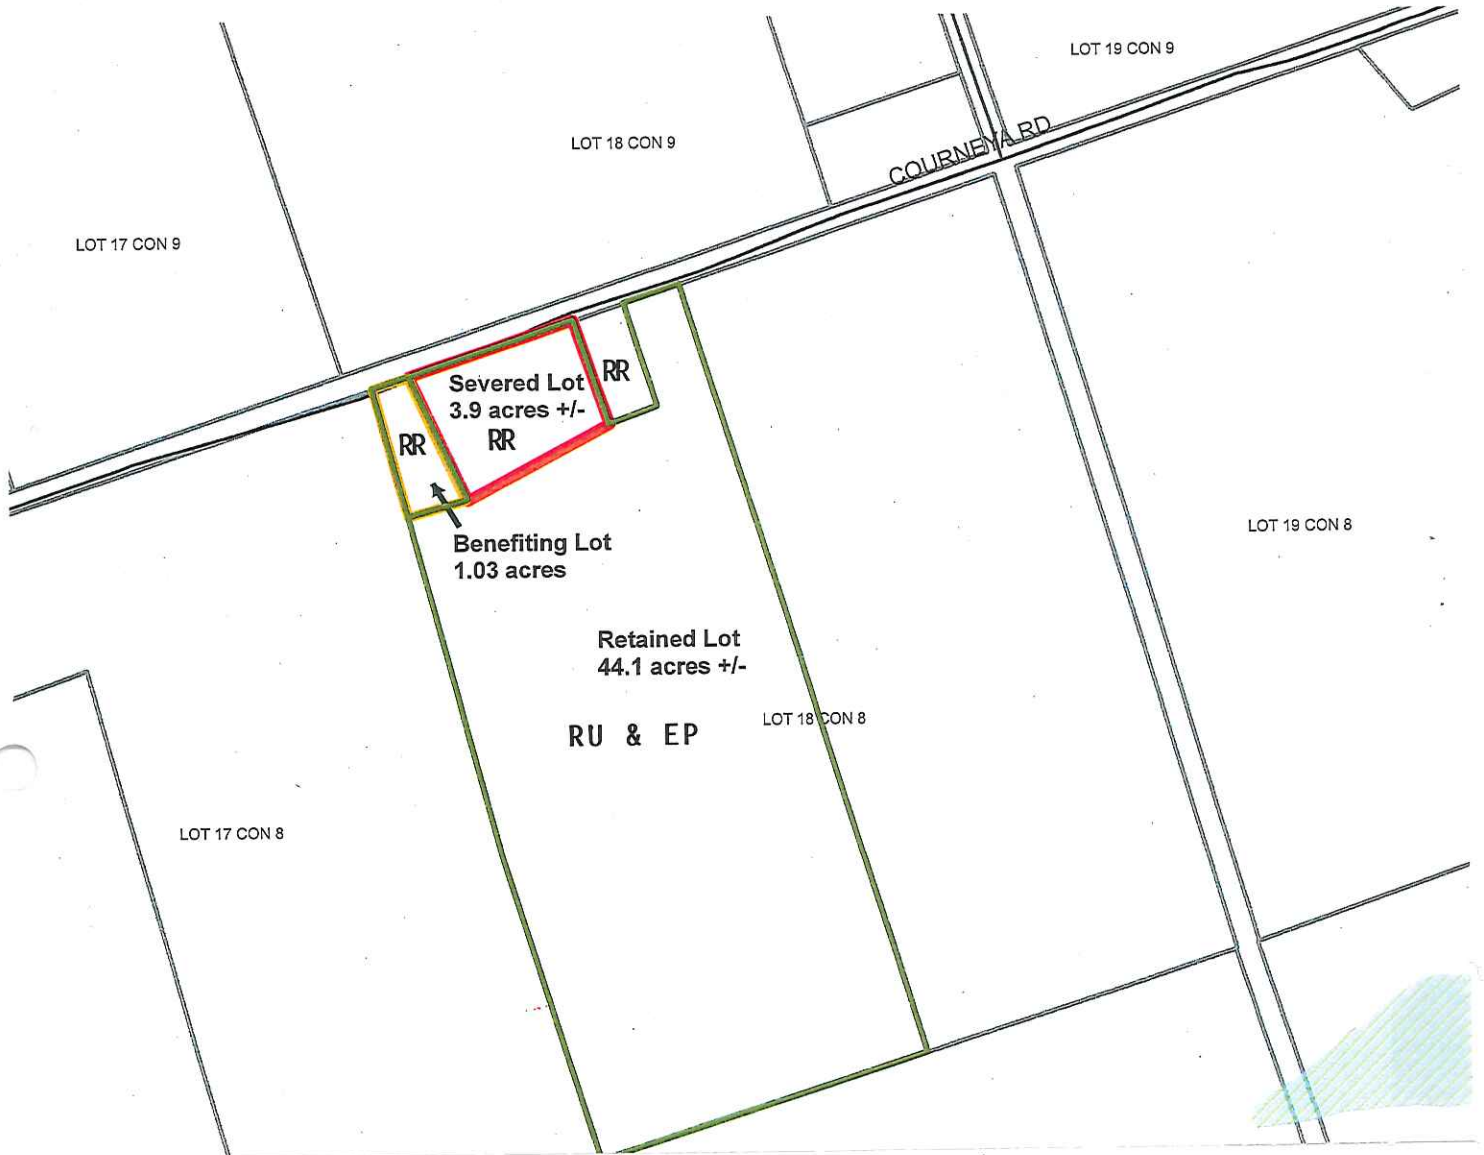 LOT 19 CON 9
LOT 18 CON 9
COURNEYA RD
LOT 17 CON 9
RR
Severed Lot
3.9 acres +/-
RR
RR
Benefiting Lot
1.03 acres
LOT 19 CON 8
Retained Lot
44.1 acres +/-
LOT 18 CON 8
RU & EP
LOT 17 CON 8